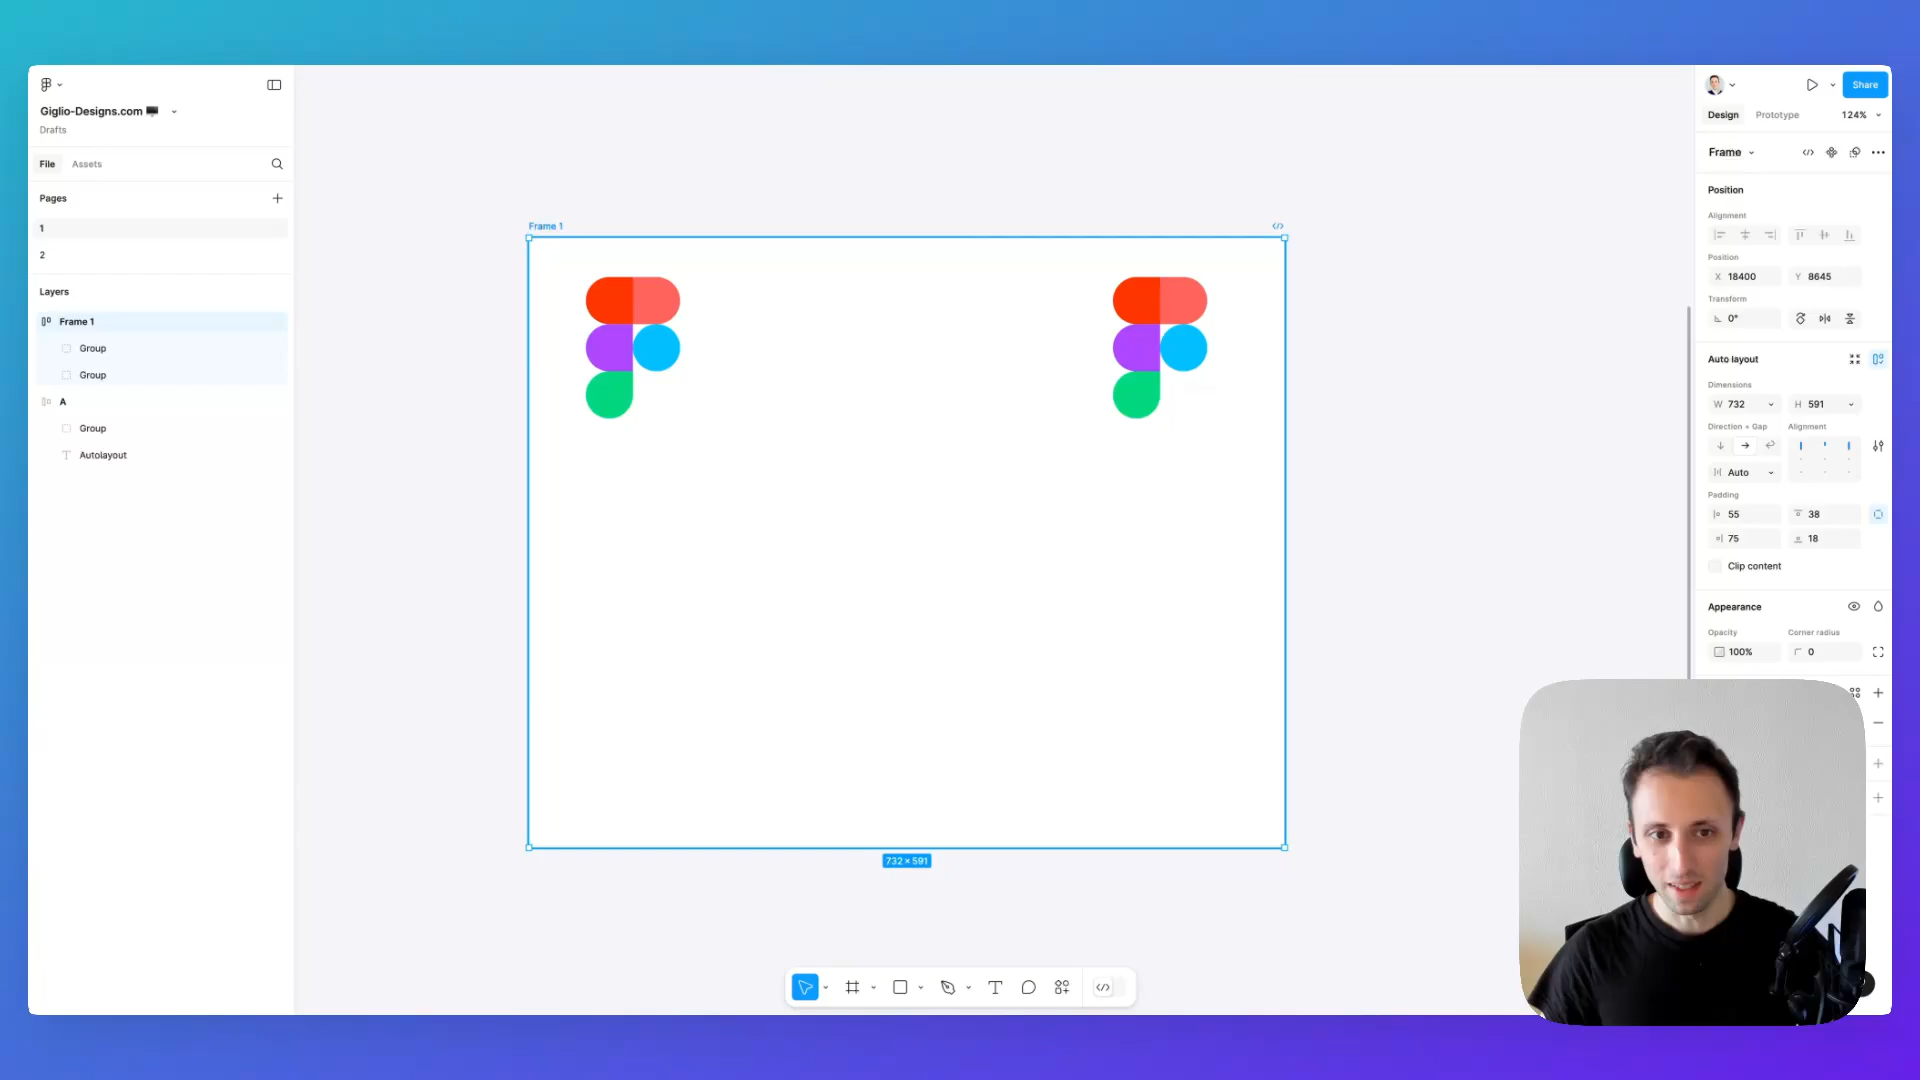 Giglio-Designs.com
Drafts
File Assets
Pages
1
2
Layers
Frame 1
Group
Group
A
Group
Autolayout
Frame 1
732 × 591
Share
Design Prototype 124%
Frame
Position
Alignment
Position
X 18400 Y 8645
Transform
0°
Auto layout
Dimensions
W 732 H 591
Direction + Gap Alignment
Auto
Padding
55 38
75 18
Clip content
Appearance
Opacity Corner radius
100% 0